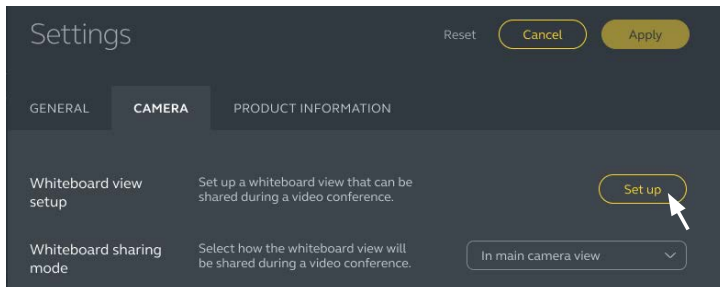 Settings
Reset
Cancel
Apply
GENERAL
CAMERA
PRODUCT INFORMATION
Whiteboard view
setup
Set up a whiteboard view that can be
shared during a video conference.
Set up
Whiteboard sharing
mode
Select how the whiteboard view will
be shared during a video conference.
In main camera view